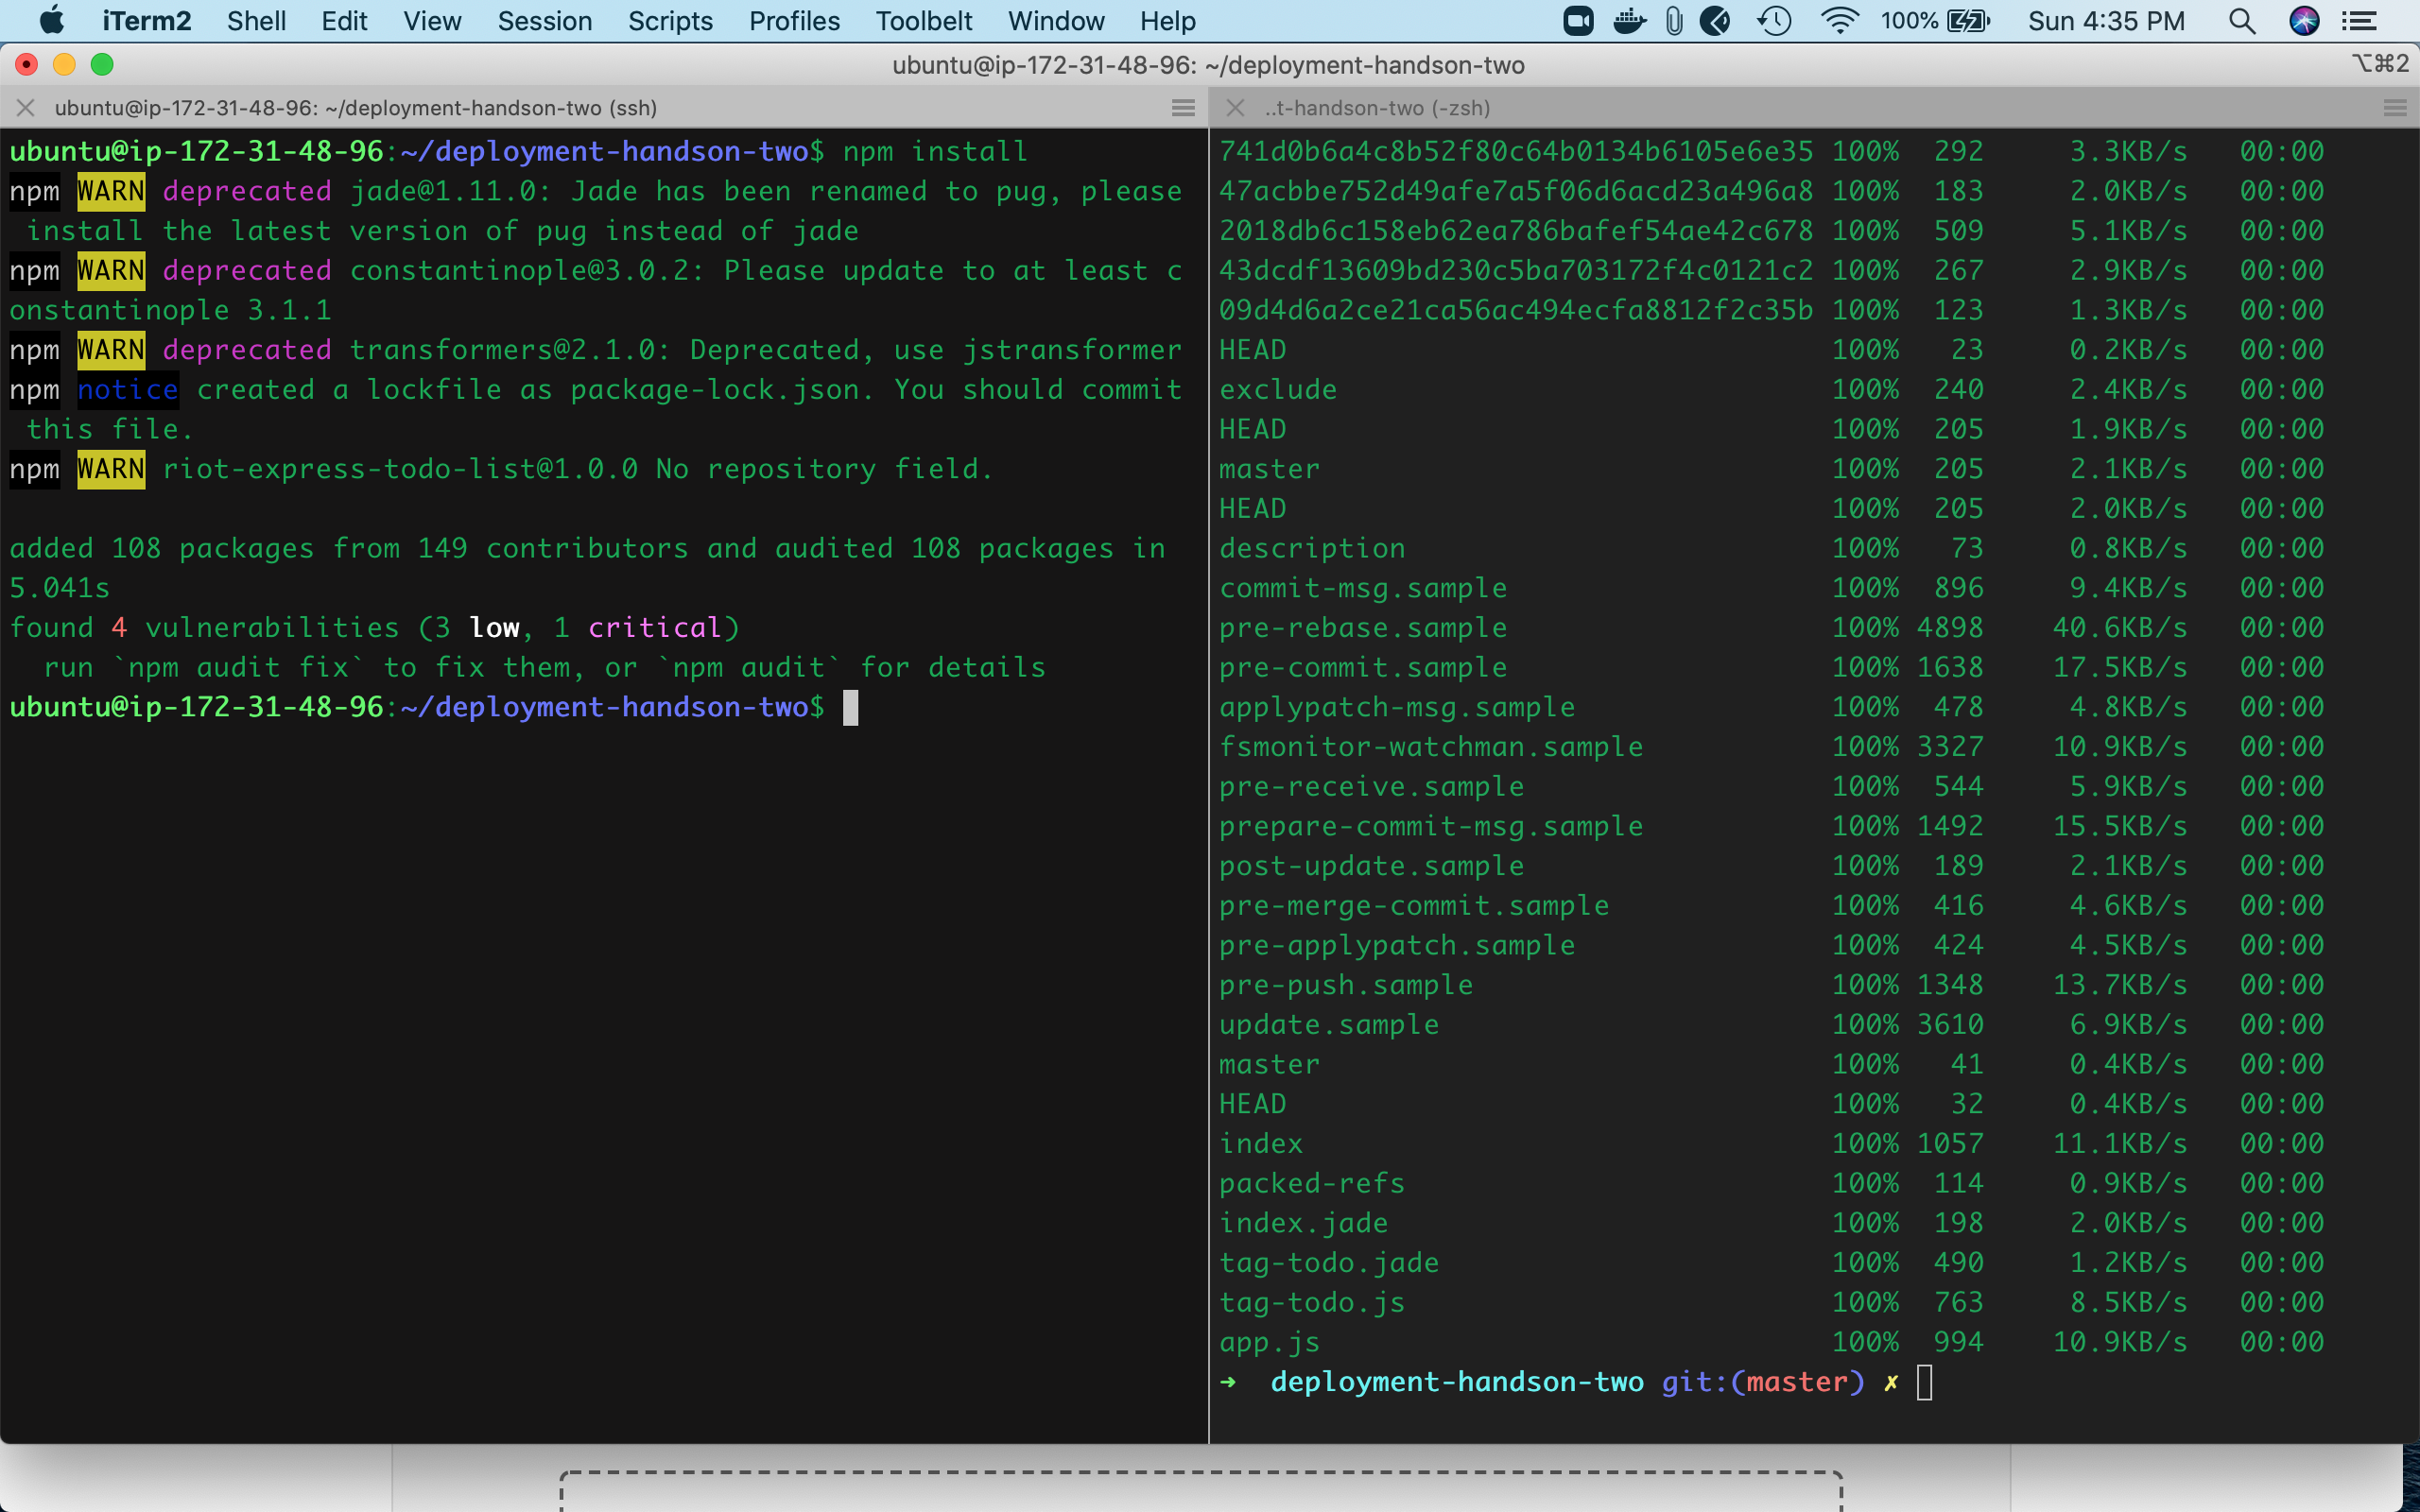 iTerm2 Shell Edit View Session Scripts Profiles Toolbelt Window Help 100% Sun 4:35 PM
ubuntu@ip-172-31-48-96: ~/deployment-handson-two ⌥⌘2
ubuntu@ip-172-31-48-96: ~/deployment-handson-two (ssh)
ubuntu@ip-172-31-48-96:~/deployment-handson-two$ npm install
npm WARN deprecated jade@1.11.0: Jade has been renamed to pug, please
install the latest version of pug instead of jade
npm WARN deprecated constantinople@3.0.2: Please update to at least c
onstantinople 3.1.1
npm WARN deprecated transformers@2.1.0: Deprecated, use jstransformer
npm notice created a lockfile as package-lock.json. You should commit
this file.
npm WARN riot-express-todo-list@1.0.0 No repository field.
added 108 packages from 149 contributors and audited 108 packages in
5.041s
found 4 vulnerabilities (3 low, 1 critical)
run `npm audit fix` to fix them, or `npm audit` for details
ubuntu@ip-172-31-48-96:~/deployment-handson-two$
..t-handson-two (-zsh)
741d0b6a4c8b52f80c64b0134b6105e6e35 100% 292 3.3KB/s 00:00
47acbbe752d49afe7a5f06d6acd23a496a8 100% 183 2.0KB/s 00:00
2018db6c158eb62ea786bafef54ae42c678 100% 509 5.1KB/s 00:00
43dcdf13609bd230c5ba703172f4c0121c2 100% 267 2.9KB/s 00:00
09d4d6a2ce21ca56ac494ecfa8812f2c35b 100% 123 1.3KB/s 00:00
HEAD 100% 23 0.2KB/s 00:00
exclude 100% 240 2.4KB/s 00:00
HEAD 100% 205 1.9KB/s 00:00
master 100% 205 2.1KB/s 00:00
HEAD 100% 205 2.0KB/s 00:00
description 100% 73 0.8KB/s 00:00
commit-msg.sample 100% 896 9.4KB/s 00:00
pre-rebase.sample 100% 4898 40.6KB/s 00:00
pre-commit.sample 100% 1638 17.5KB/s 00:00
applypatch-msg.sample 100% 478 4.8KB/s 00:00
fsmonitor-watchman.sample 100% 3327 10.9KB/s 00:00
pre-receive.sample 100% 544 5.9KB/s 00:00
prepare-commit-msg.sample 100% 1492 15.5KB/s 00:00
post-update.sample 100% 189 2.1KB/s 00:00
pre-merge-commit.sample 100% 416 4.6KB/s 00:00
pre-applypatch.sample 100% 424 4.5KB/s 00:00
pre-push.sample 100% 1348 13.7KB/s 00:00
update.sample 100% 3610 6.9KB/s 00:00
master 100% 41 0.4KB/s 00:00
HEAD 100% 32 0.4KB/s 00:00
index 100% 1057 11.1KB/s 00:00
packed-refs 100% 114 0.9KB/s 00:00
index.jade 100% 198 2.0KB/s 00:00
tag-todo.jade 100% 490 1.2KB/s 00:00
tag-todo.js 100% 763 8.5KB/s 00:00
app.js 100% 994 10.9KB/s 00:00
➜ deployment-handson-two git:(master) ✗